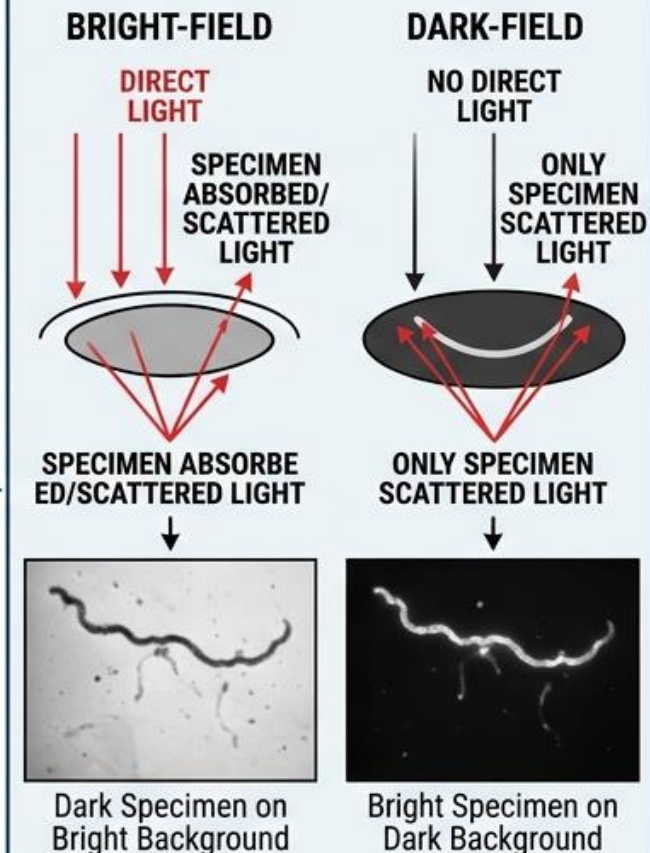 BRIGHT-FIELD
DIRECT
LIGHT
SPECIMEN
ABSORBED/
SCATTERED
LIGHT
SPECIMEN ABSORBE
ED/SCATTERED LIGHT
Dark Specimen on
Bright Background
DARK-FIELD
NO DIRECT
LIGHT
ONLY
SPECIMEN
SCATTERED
LIGHT
ONLY SPECIMEN
SCATTERED LIGHT
Bright Specimen on
Dark Background